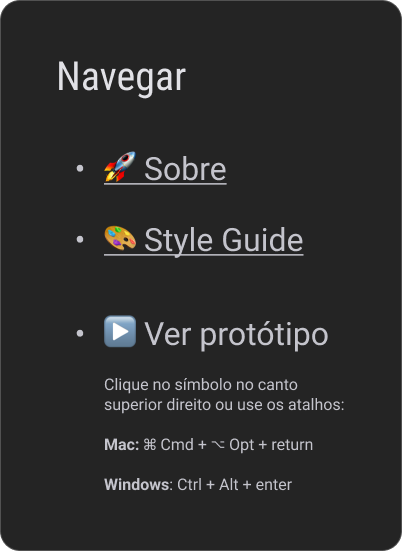 Navegar
• 🚀 Sobre
• 🎨 Style Guide
• ▶️ Ver protótipo
Clique no símbolo no canto
superior direito ou use os atalhos:
Mac: ⌘ Cmd + ⌥ Opt + return
Windows: Ctrl + Alt + enter